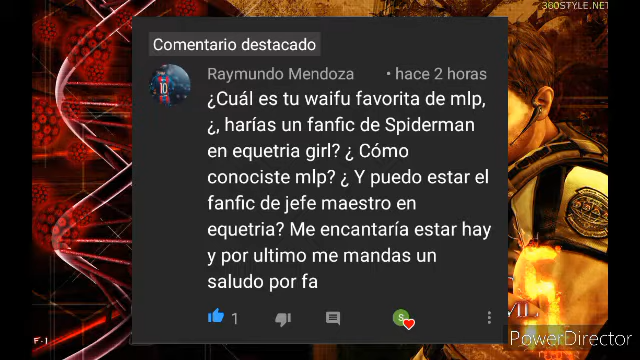 360STYLE.NET
Comentario destacado
Raymundo Mendoza • hace 2 horas
10
¿Cuál es tu waifu favorita de mlp,
¿, harías un fanfic de Spiderman
en equetria girl? ¿ Cómo
conociste mlp? ¿ Y puedo estar el
fanfic de jefe maestro en
equetria? Me encantaría estar hay
y por ultimo me mandas un
saludo por fa
1
S
F-1
PowerDirector